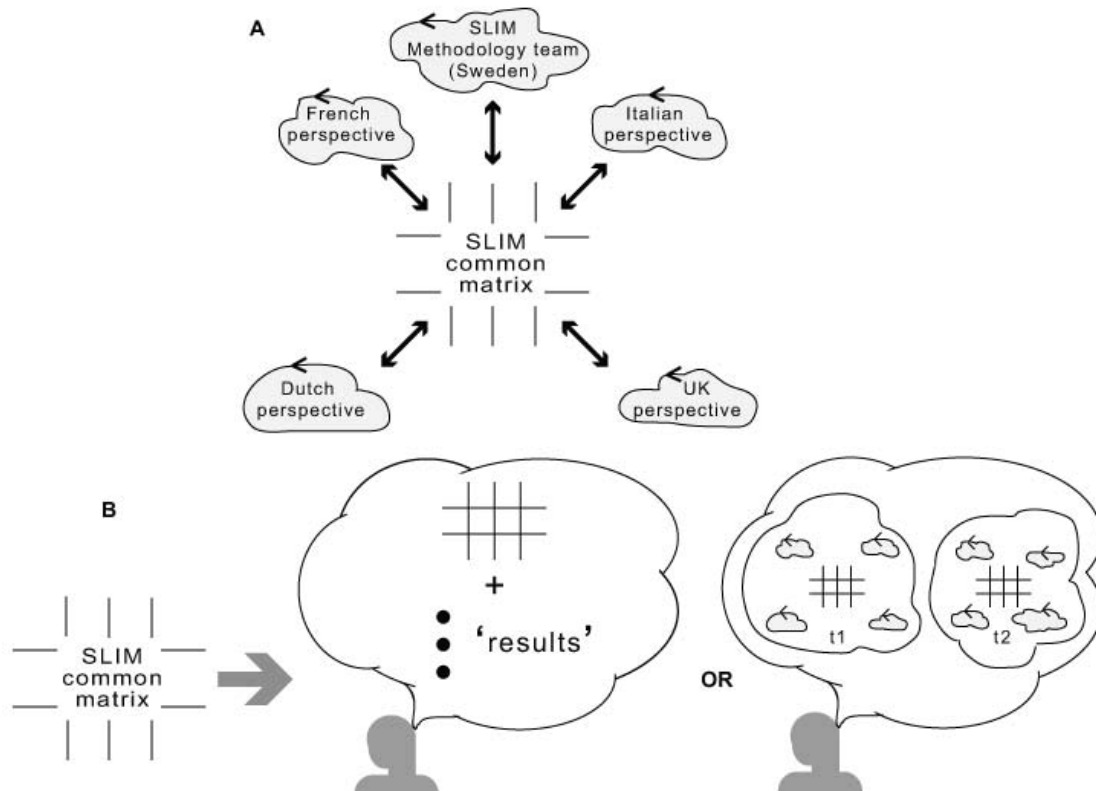 A
SLIM
Methodology team
(Sweden)
French
perspective
Italian
perspective
SLIM
common
matrix
Dutch
perspective
UK
perspective
B
SLIM
common
matrix
+
‘results’
OR
t1
t2